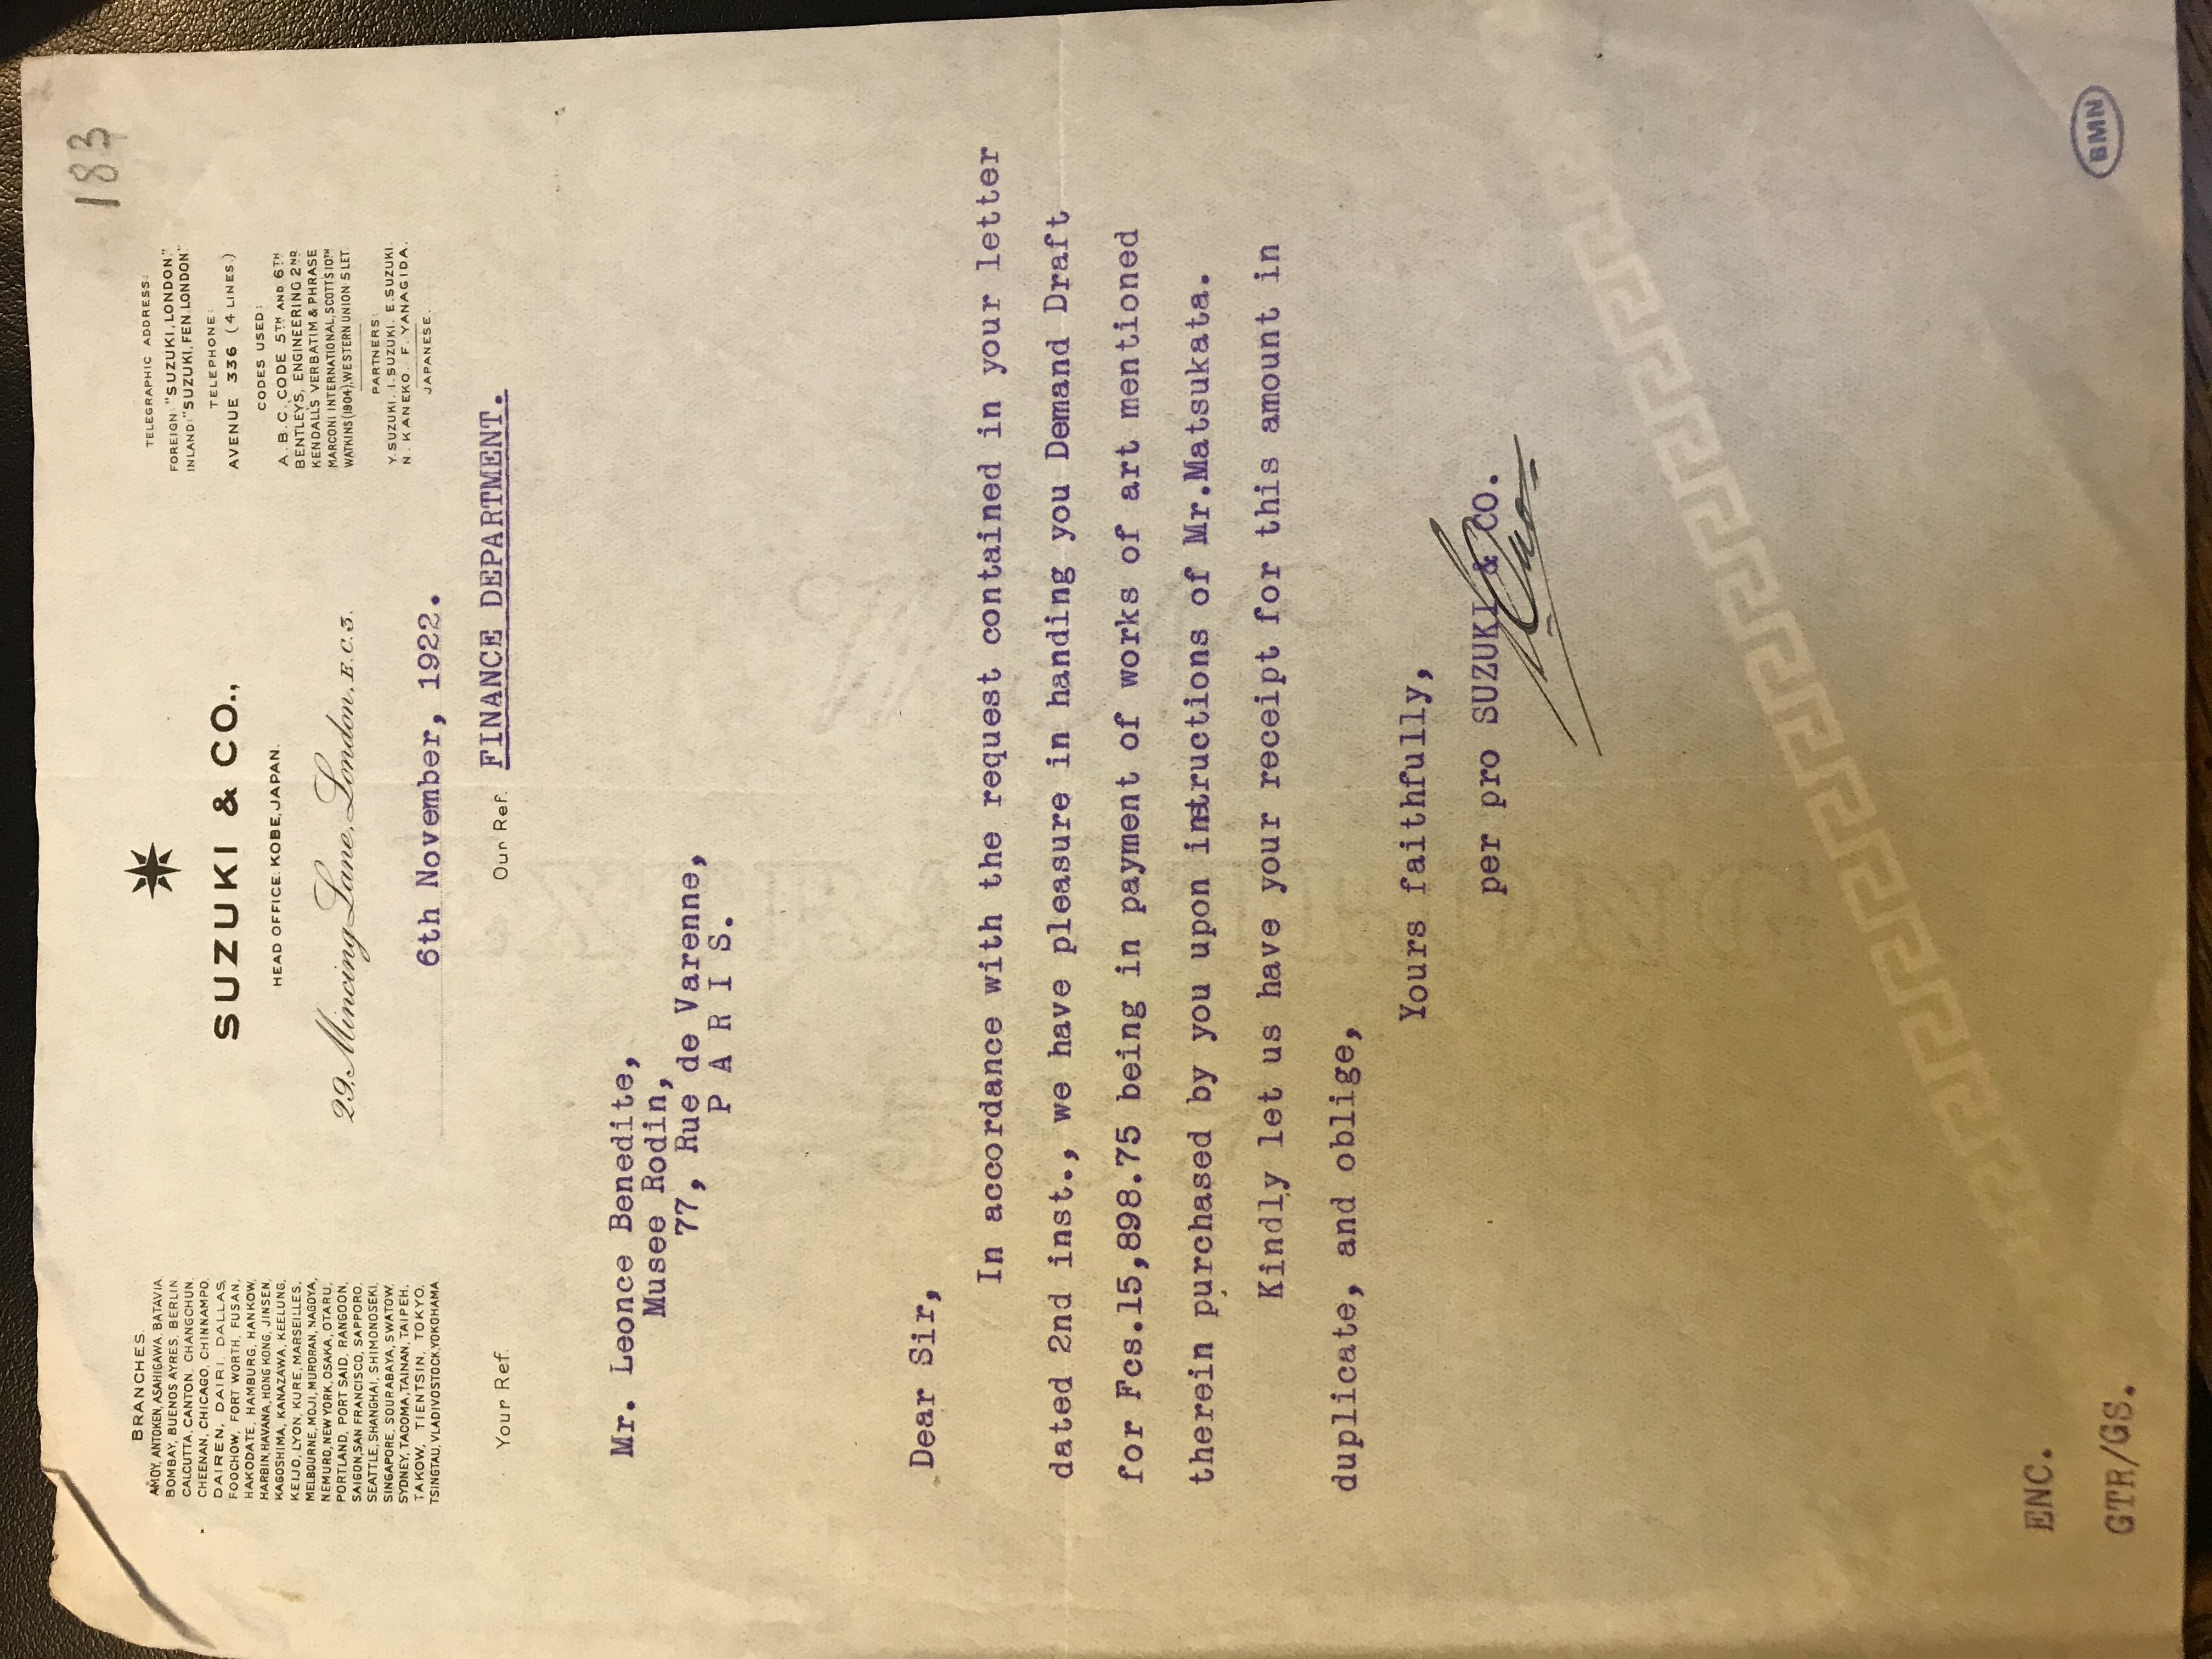 183
BRANCHES.
AMOY, ANTOKEN, ASAHIGAWA, BATAVIA.
BOMBAY, BUENOS AYRES, BERLIN
CALCUTTA, CANTON, CHANGCHUN,
CHEENAN, CHICAGO, CHINNAMPO,
DAIREN, DAIRI, DALLAS,
FOOCHOW, FORT WORTH, FUSAN,
HAKODATE, HAMBURG, HANKOW,
HARBIN, HAVANA, HONG KONG, JINSEN,
KAGOSHIMA, KANAZAWA, KEELUNG,
KEIJO, LYON, KURE, MARSEILLES,
MELBOURNE, MOJI, MURORAN, NAGOYA,
NEMURO, NEW YORK, OSAKA, OTARU,
PORTLAND, PORT SAID, RANGOON,
SAIGON, SAN FRANCISCO, SAPPORO,
SEATTLE, SHANGHAI, SHIMONOSEKI,
SINGAPORE, SOURABAYA, SWATOW,
SYDNEY, TACOMA, TAINAN, TAIPEH,
TAKOW, TIENTSIN, TOKYO,
TSINGTAU, VLADIVOSTOCK, YOKOHAMA
SUZUKI & CO.,
HEAD OFFICE: KOBE, JAPAN.
29, Mincing Lane, London, E.C.3.
TELEGRAPHIC ADDRESS:
FOREIGN: "SUZUKI, LONDON."
INLAND: "SUZUKI, FEN, LONDON."
TELEPHONE:
AVENUE 336 (4 LINES.)
CODES USED:
A.B.C. CODE 5TH AND 6TH
BENTLEYS, ENGINEERING 2ND
KENDALLS VERBATIM & PHRASE
MARCONI INTERNATIONAL, SCOTTS 10TH
WATKINS (1904), WESTERN UNION 5 LET.
PARTNERS:
Y. SUZUKI. I. SUZUKI. E. SUZUKI.
N. KANEKO. F. YANAGIDA.
JAPANESE.
6th November, 1922.
Your Ref.
Our Ref. FINANCE DEPARTMENT.
Mr. Leonce Benedite,
Musee Rodin,
77, Rue de Varenne,
P A R I S.
Dear Sir,
In accordance with the request contained in your letter
dated 2nd inst., we have pleasure in handing you Demand Draft
for Fcs.15,898.75 being in payment of works of art mentioned
therein purchased by you upon instructions of Mr.Matsukata.
Kindly let us have your receipt for this amount in
duplicate, and oblige,
Yours faithfully,
per pro SUZUKI & CO.
ENC.
GTR/GS.
BMN